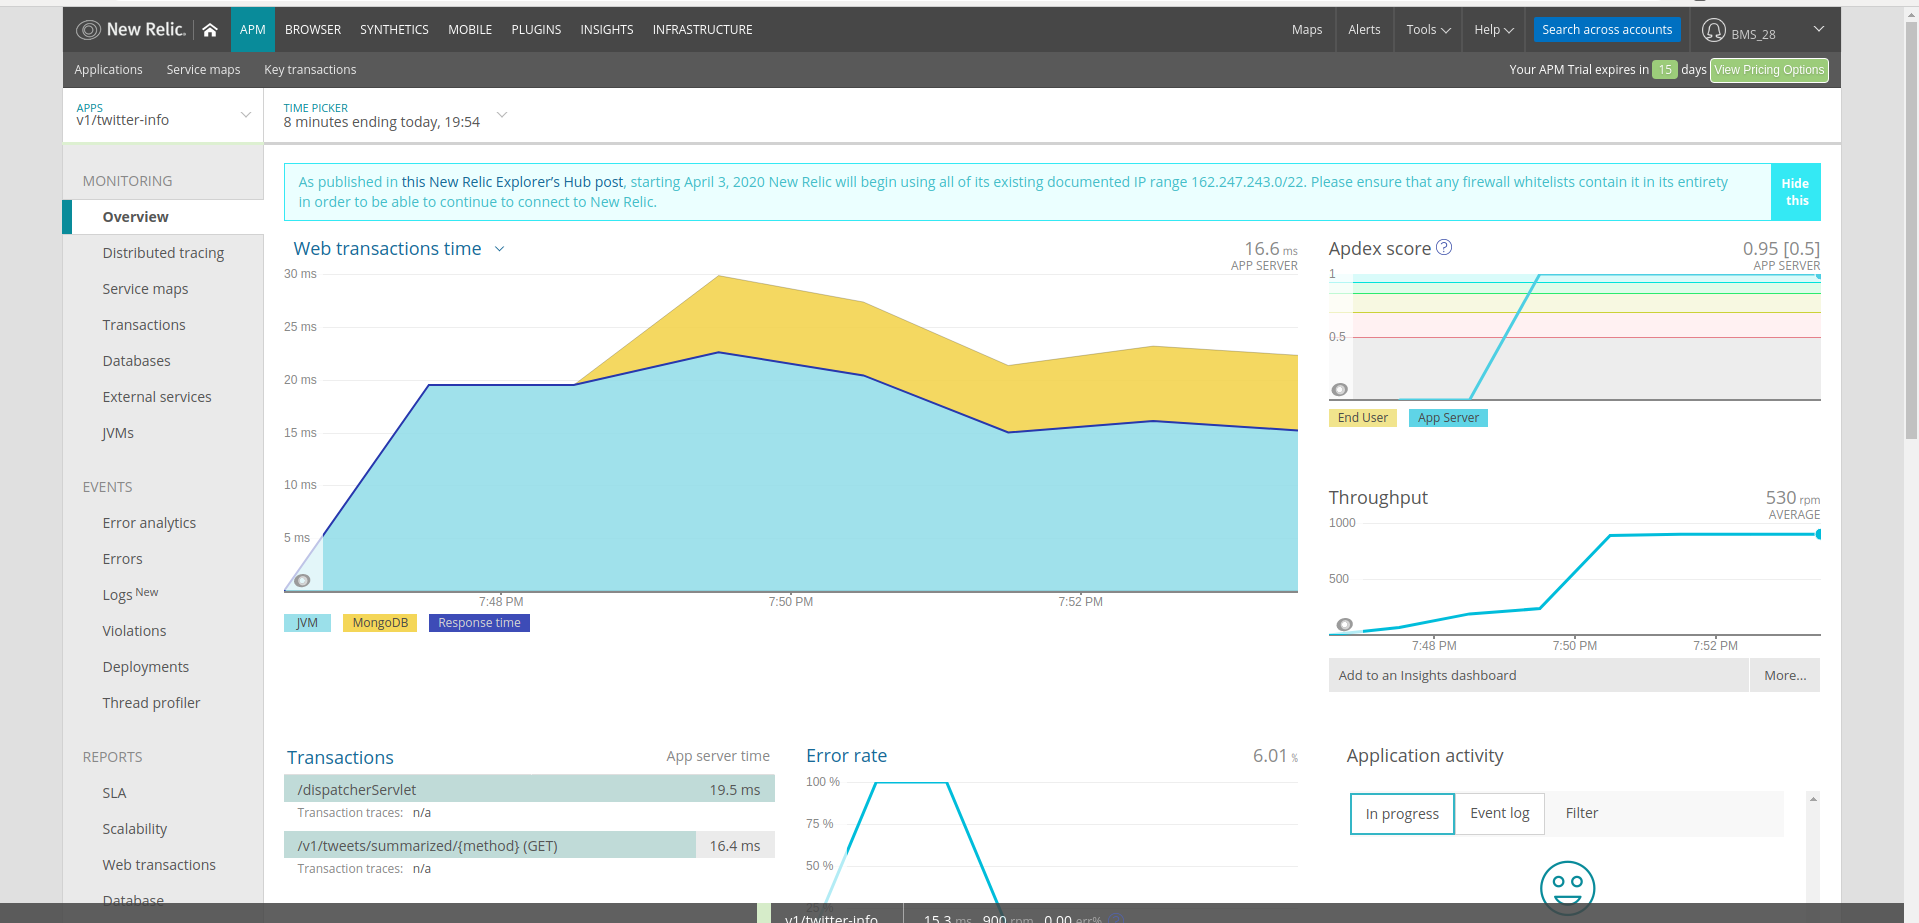 New Relic.
APM BROWSER SYNTHETICS MOBILE PLUGINS INSIGHTS INFRASTRUCTURE
Maps Alerts Tools Help Search across accounts BMS_28
Applications Service maps Key transactions
Your APM Trial expires in 15 days View Pricing Options
APPS
v1/twitter-info
TIME PICKER
8 minutes ending today, 19:54
MONITORING
Overview
Distributed tracing
Service maps
Transactions
Databases
External services
JVMs
EVENTS
Error analytics
Errors
Logs New
Violations
Deployments
Thread profiler
REPORTS
SLA
Scalability
Web transactions
Database
As published in this New Relic Explorer’s Hub post, starting April 3, 2020 New Relic will begin using all of its existing documented IP range 162.247.243.0/22. Please ensure that any firewall whitelists contain it in its entirety
in order to be able to continue to connect to New Relic.
Hide
this
Web transactions time
16.6 ms
APP SERVER
30 ms
25 ms
20 ms
15 ms
10 ms
5 ms
7:48 PM 7:50 PM 7:52 PM
JVM MongoDB Response time
Apdex score ?
0.95 [0.5]
APP SERVER
1
0.5
End User App Server
Throughput
530 rpm
AVERAGE
1000
500
7:48 PM 7:50 PM 7:52 PM
Add to an Insights dashboard More...
Transactions App server time
/dispatcherServlet 19.5 ms
Transaction traces: n/a
/v1/tweets/summarized/{method} (GET) 16.4 ms
Transaction traces: n/a
Error rate 6.01 %
100 %
75 %
50 %
25 %
Application activity
In progress Event log Filter
v1/twitter-info 15.3 ms 900 rpm 0.00 err%